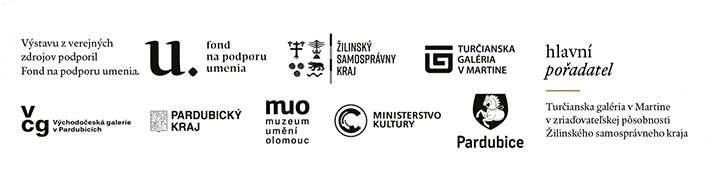 Výstavu z verejných
zdrojov podporil
Fond na podporu umenia.
u.
fond
na podporu
umenia
ŽILINSKÝ
SAMOSPRÁVNY
KRAJ
TURČIANSKA
GALÉRIA
V MARTINE
hlavní
pořadatel
vcg
Východočeská galerie
v Pardubicích
PARDUBICKÝ
KRAJ
muo
muzeum
umění
olomouc
MINISTERSTVO
KULTURY
Pardubice
Turčianska galéria v Martine
v zriaďovateľskej pôsobnosti
Žilinského samosprávneho kraja